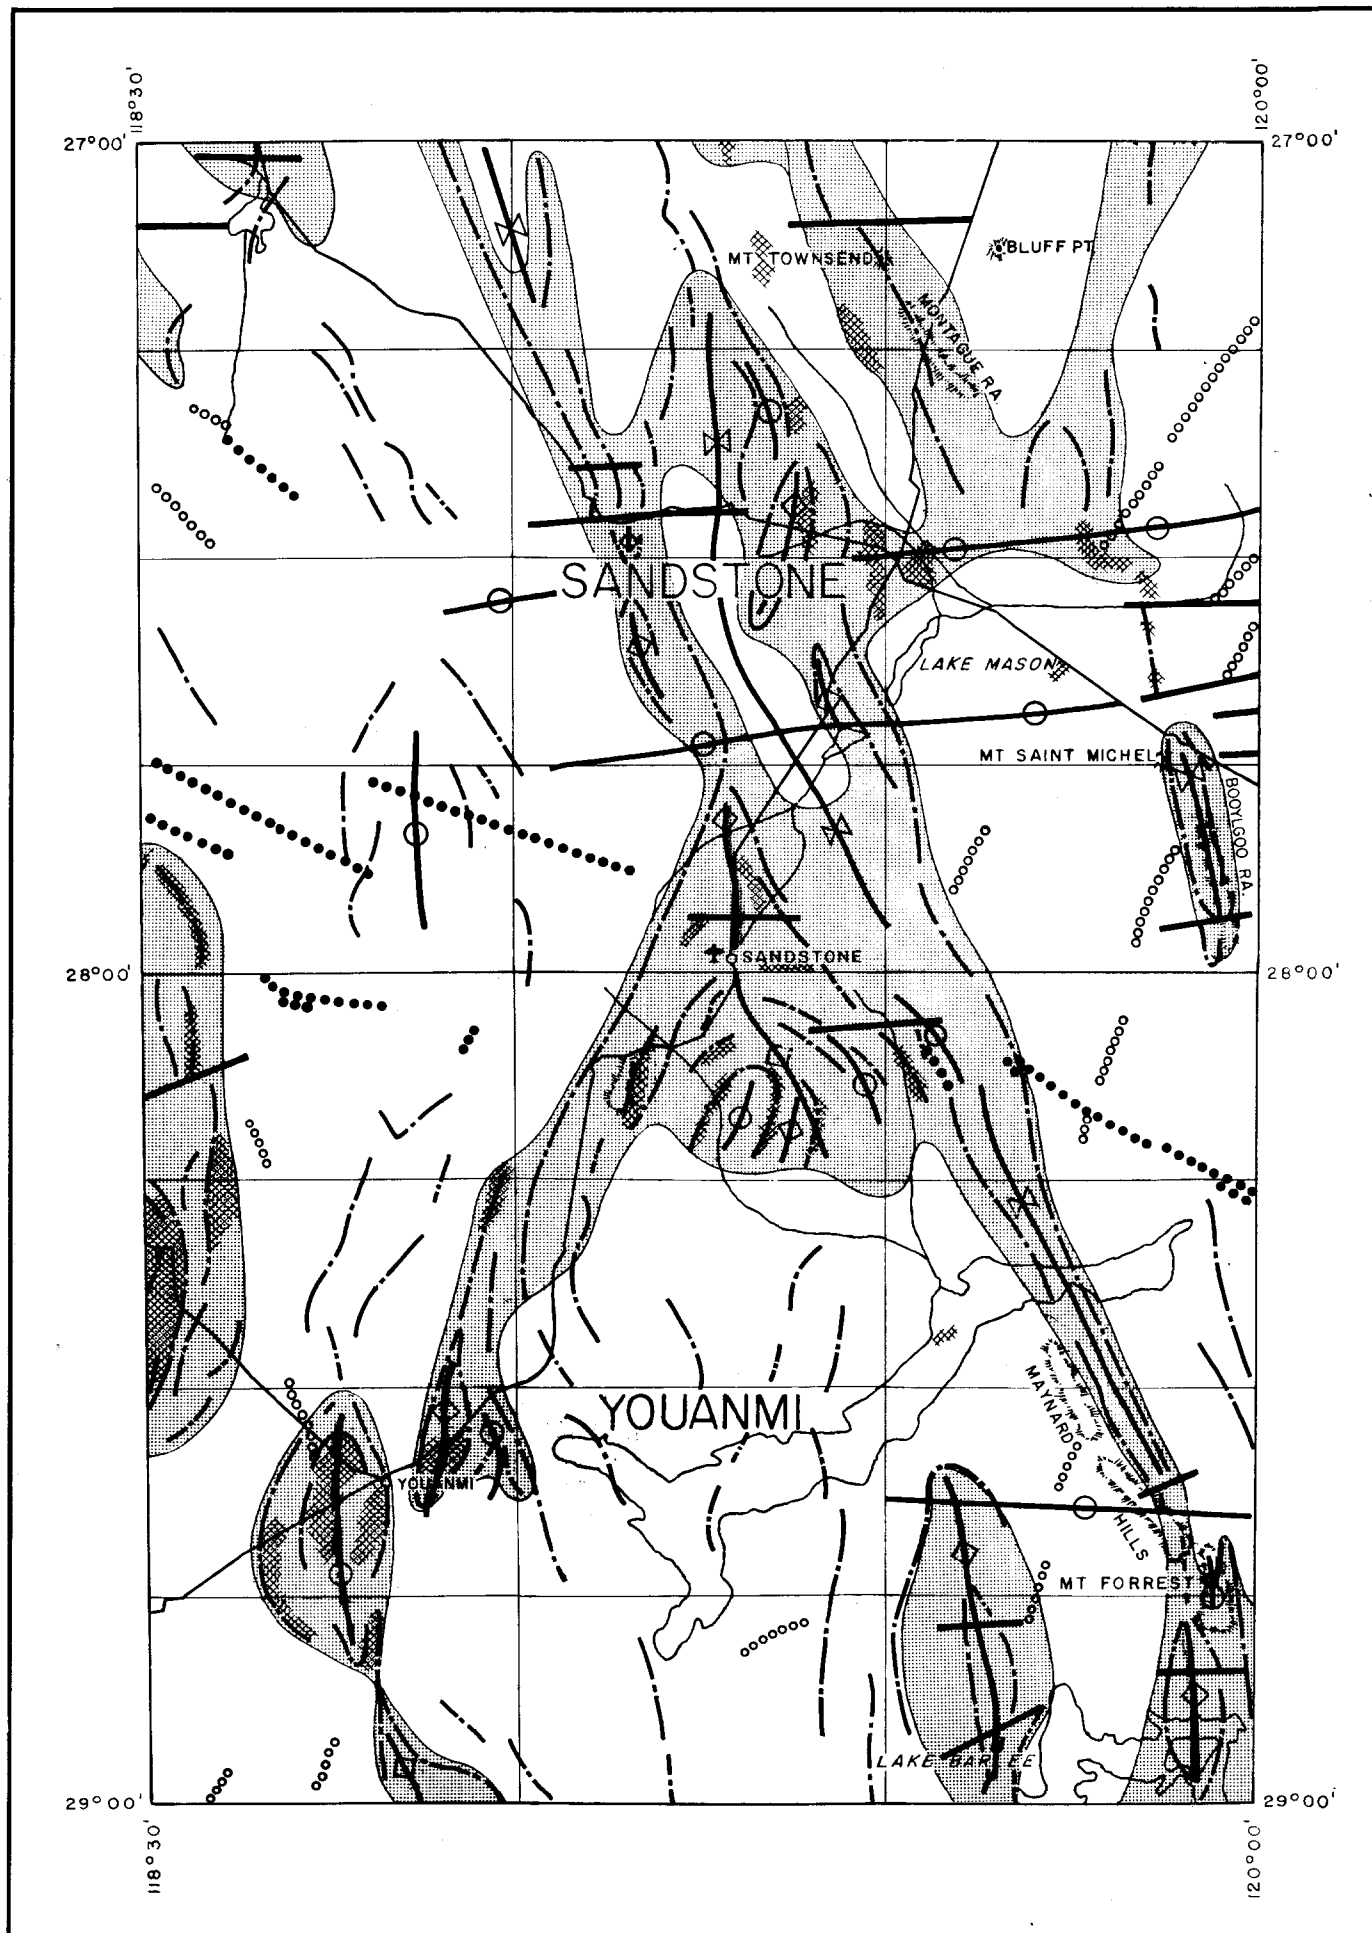 118°30'
120°00'
27°00'
27°00'
BLUFF PT
MT TOWNSEND
MONTAGUE RA
SANDSTONE
LAKE MASON
MT SAINT MICHEL
BOOYLGOO RA.
SANDSTONE
28°00'
28°00'
MAYNARD
YOUANMI
YOUANMI
HILLS
MT FORREST
LAKE BARLEE
29°00'
29°00'
118°30'
120°00'